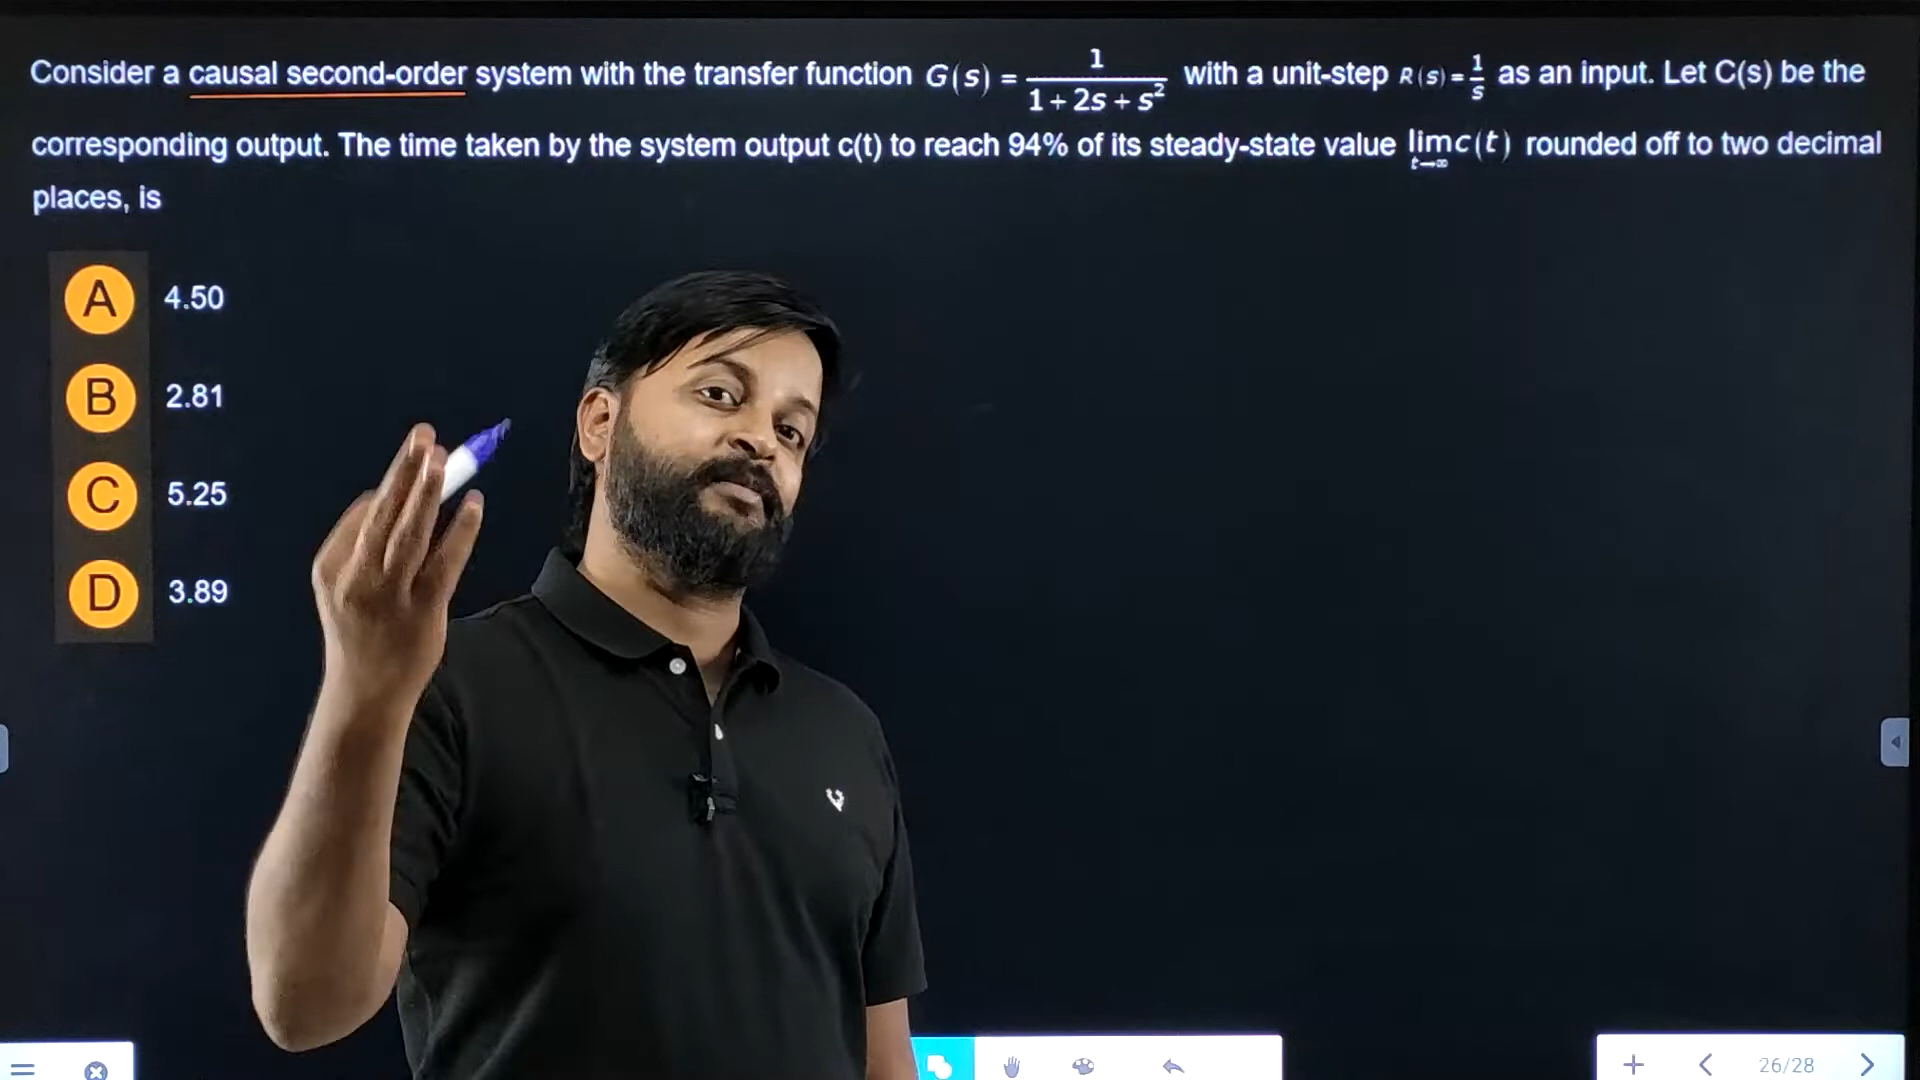 Consider a causal second-order system with the transfer function G(s) = 1/(1+2s+s²) with a unit-step R(s)=1/s as an input. Let C(s) be the
corresponding output. The time taken by the system output c(t) to reach 94% of its steady-state value lim t→∞ c(t) rounded off to two decimal
places, is
A 4.50
B 2.81
C 5.25
D 3.89
26/28